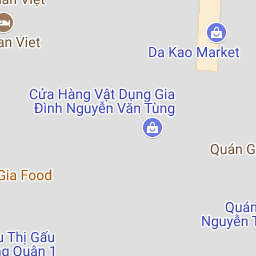 an Viet
Da Kao Market
Cửa Hàng Vật Dụng Gia
Đình Nguyễn Văn Tùng
Quán G
Gia Food
Quán
Nguyễn T
u Thị Gấu
ng Quận 1